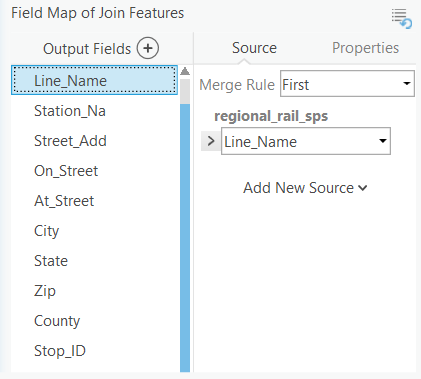 Field Map of Join Features
Output Fields
Source
Properties
Line_Name
Station_Na
Street_Add
On_Street
At_Street
City
State
Zip
County
Stop_ID
Merge Rule First
regional_rail_sps
Line_Name
Add New Source